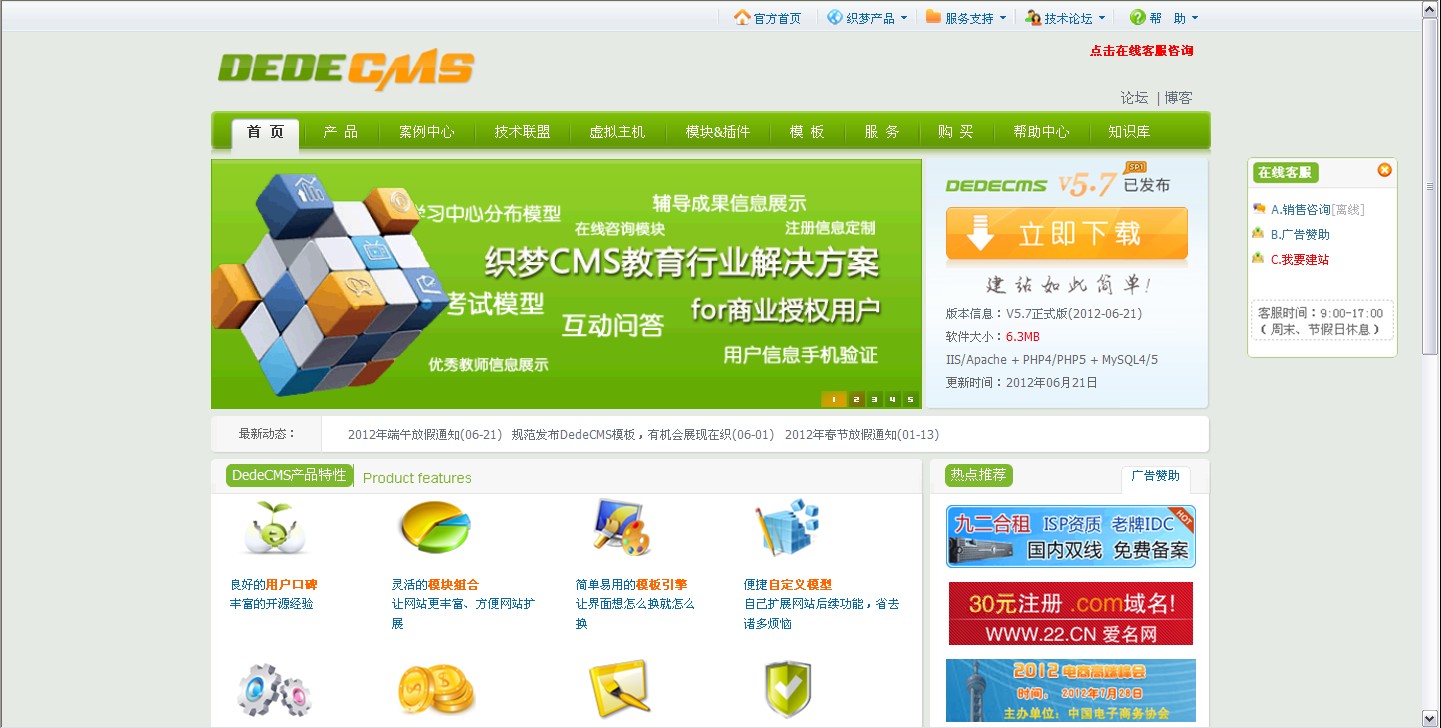 官方首页 织梦产品 服务支持 技术论坛 帮 助
DEDECMS
点击在线客服咨询
论坛 | 博客
首 页 产 品 案例中心 技术联盟 虚拟主机 模块&插件 模 板 服 务 购 买 帮助中心 知识库
学习中心分布模型
辅导成果信息展示
在线咨询模块
注册信息定制
织梦CMS教育行业解决方案
考试模型
for商业授权用户
互动问答
用户信息手机验证
优秀教师信息展示
1 2 3 4 5
DEDECMS v5.7 SP1 已发布
立即下载
建站如此简单!
版本信息：V5.7正式版(2012-06-21)
软件大小：6.3MB
IIS/Apache + PHP4/PHP5 + MySQL4/5
更新时间：2012年06月21日
在线客服
A.销售咨询[离线]
B.广告赞助
C.我要建站
客服时间：9:00-17:00
( 周末、节假日休息 )
最新动态： 2012年端午放假通知(06-21) 规范发布DedeCMS模板，有机会展现在织(06-01) 2012年春节放假通知(01-13)
DedeCMS产品特性 Product features
热点推荐 广告赞助
良好的用户口碑
丰富的开源经验
灵活的模块组合
让网站更丰富、方便网站扩
展
简单易用的模板引擎
让界面想怎么换就怎么
换
便捷自定义模型
自己扩展网站后续功能，省去
诸多烦恼
九二合租 ISP资质 老牌IDC HOT
国内双线 免费备案
30元注册 .com域名!
WWW.22.CN 爱名网
2012 电商高端峰会
时间： 2012年7月28日
主办单位：中国电子商务协会